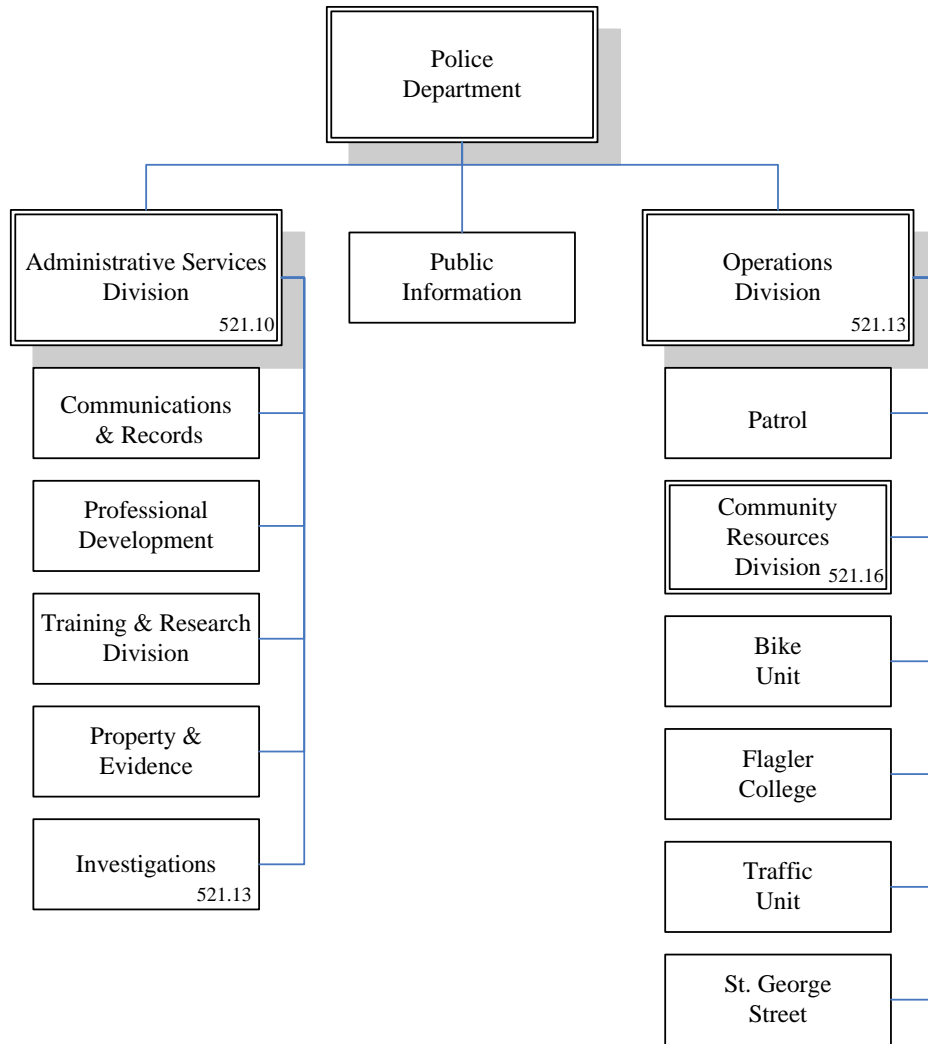 Police
Department
Administrative Services
Division
521.10
Public
Information
Operations
Division
521.13
Communications
& Records
Professional
Development
Training & Research
Division
Property &
Evidence
Investigations
521.13
Patrol
Community
Resources
Division 521.16
Bike
Unit
Flagler
College
Traffic
Unit
St. George
Street